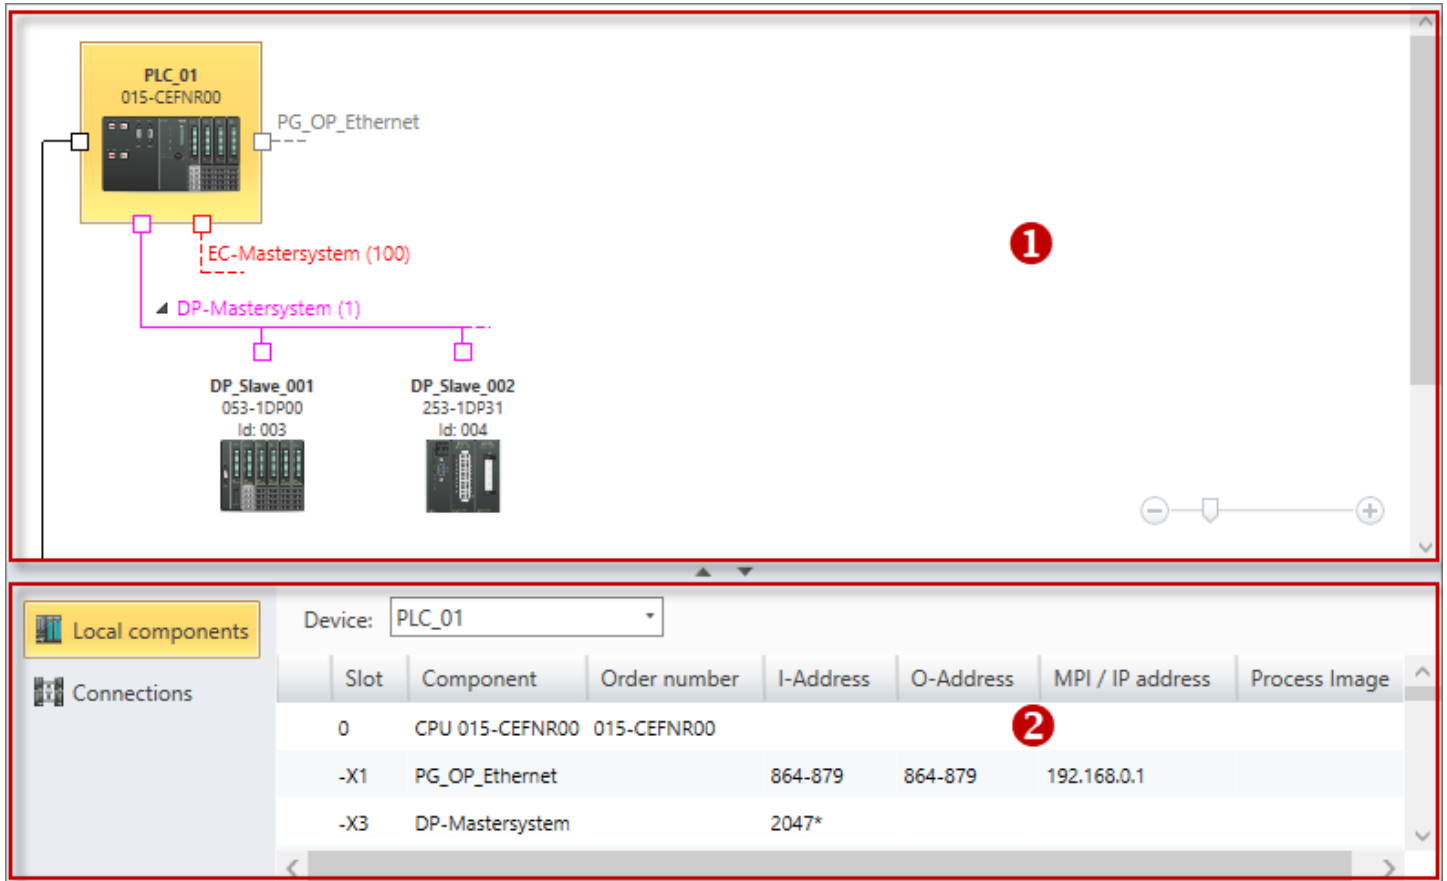 PLC_01
015-CEFNR00
PG_OP_Ethernet
1
EC-Mastersystem (100)
DP-Mastersystem (1)
DP_Slave_001 DP_Slave_002
053-1DP00 253-1DP31
Id: 003 Id: 004
Local components
Connections
Device: PLC_01
Slot Component Order number I-Address O-Address MPI / IP address Process Image
0 CPU 015-CEFNR00 015-CEFNR00
2
-X1 PG_OP_Ethernet 864-879 864-879 192.168.0.1
-X3 DP-Mastersystem 2047*